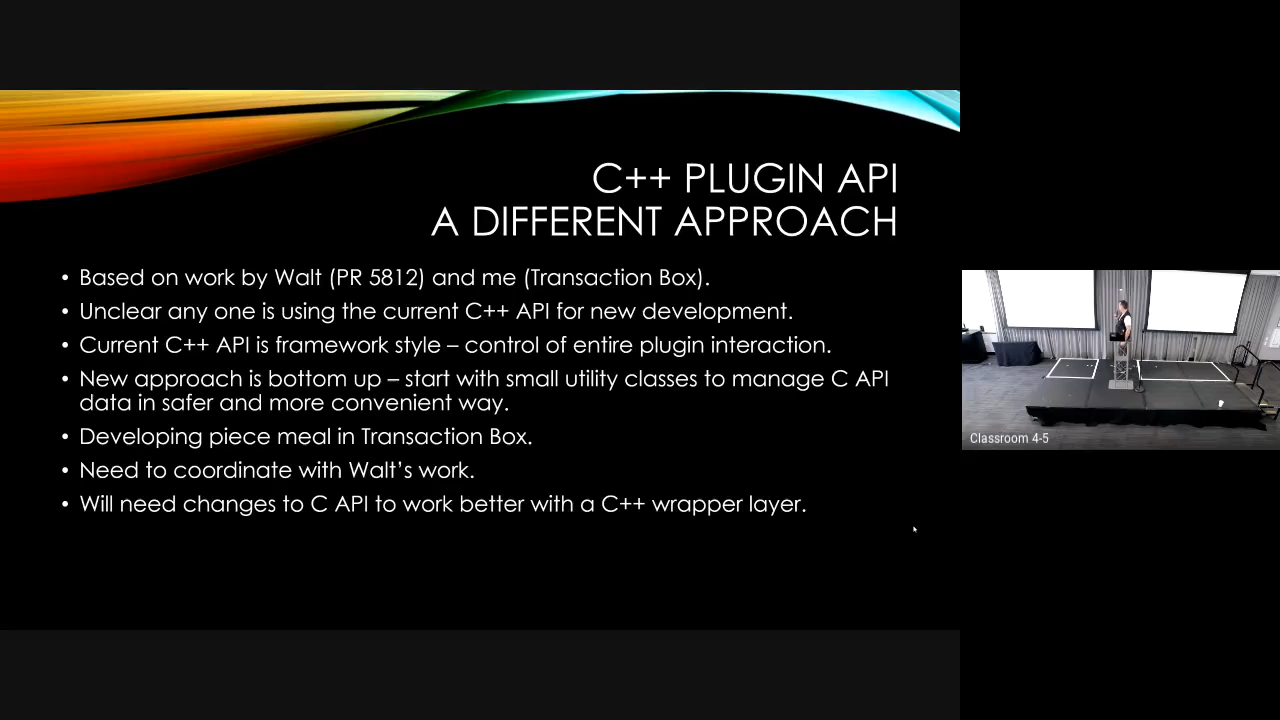 C++ PLUGIN API
A DIFFERENT APPROACH
• Based on work by Walt (PR 5812) and me (Transaction Box).
• Unclear any one is using the current C++ API for new development.
• Current C++ API is framework style – control of entire plugin interaction.
• New approach is bottom up – start with small utility classes to manage C API
data in safer and more convenient way.
• Developing piece meal in Transaction Box.
• Need to coordinate with Walt’s work.
• Will need changes to C API to work better with a C++ wrapper layer.
Classroom 4-5